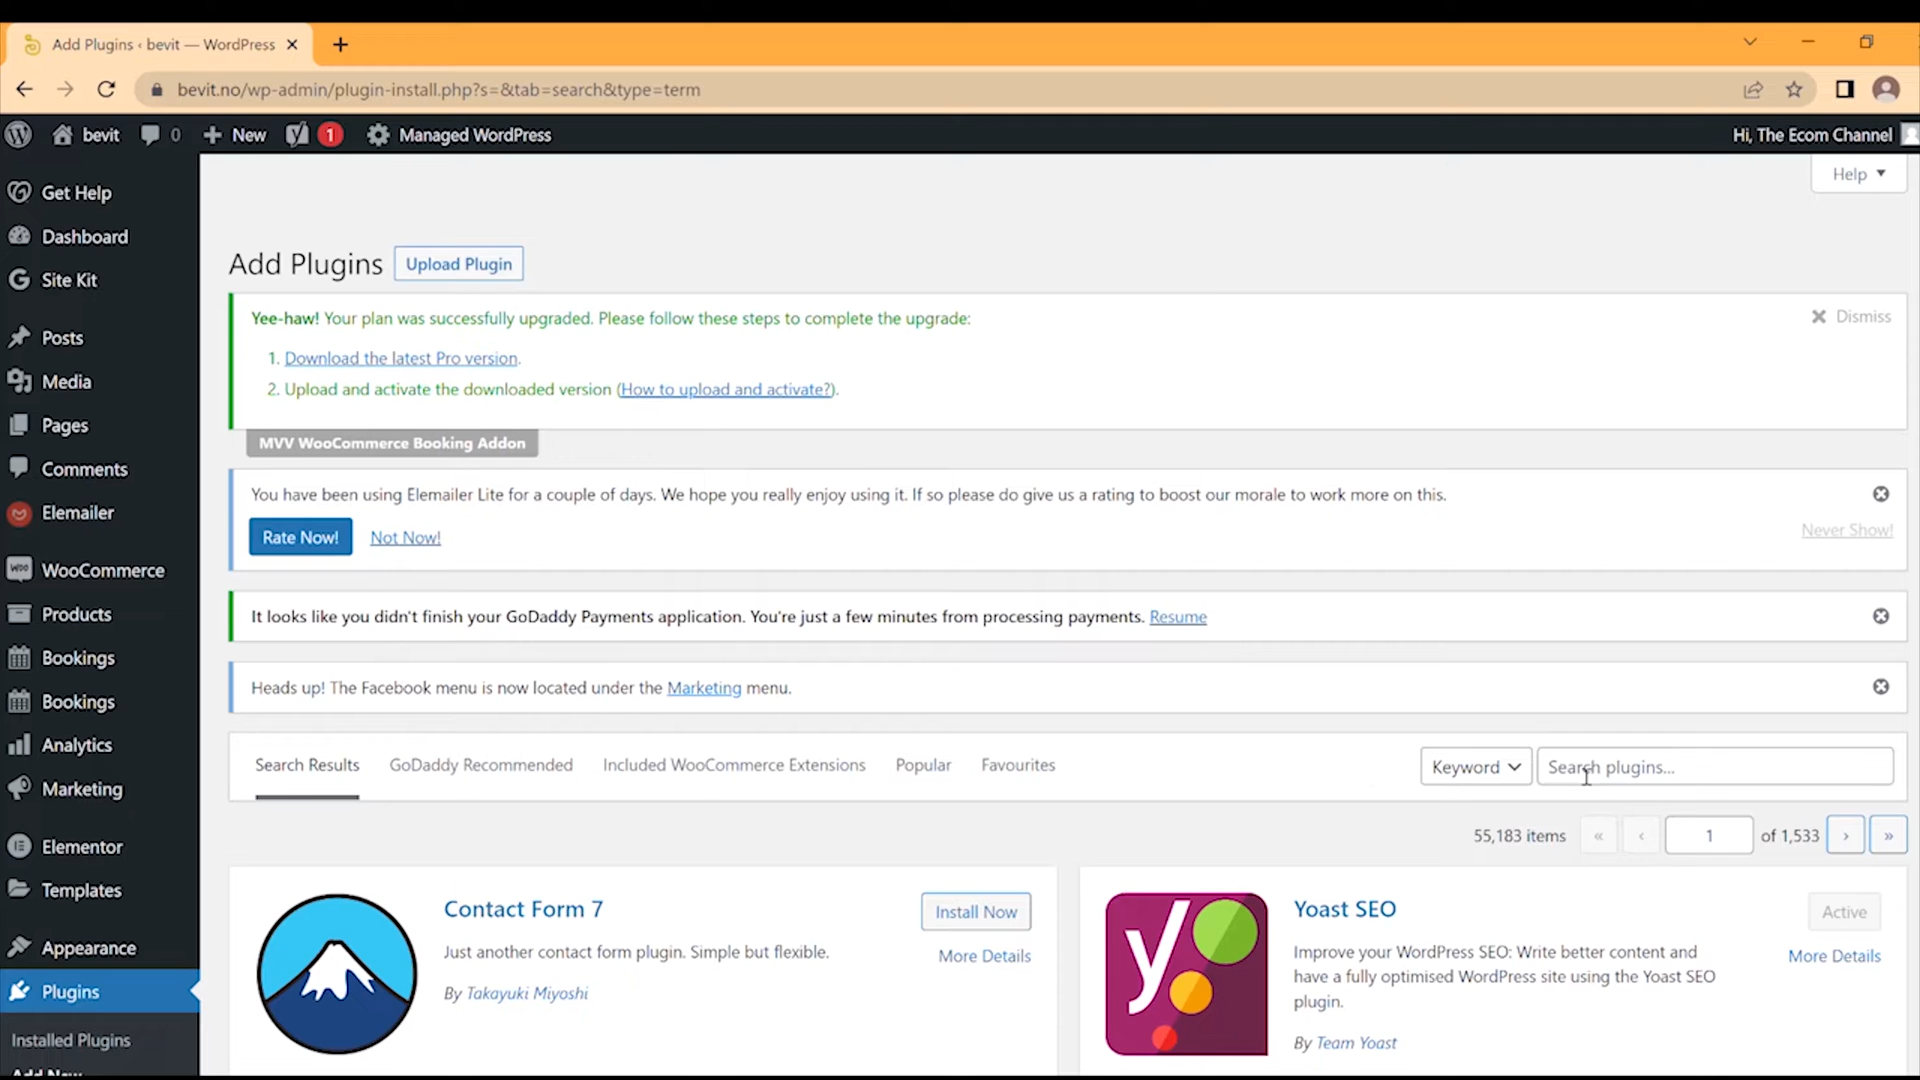 Add Plugins ‹ bevit — WordPress
bevit.no/wp-admin/plugin-install.php?s=&tab=search&type=term
bevit 0 New 1 Managed WordPress Hi, The Ecom Channel
Help
Get Help
Dashboard
Site Kit
Posts
Media
Pages
Comments
Elemailer
WooCommerce
Products
Bookings
Bookings
Analytics
Marketing
Elementor
Templates
Appearance
Plugins
Installed Plugins
Add New
Add Plugins Upload Plugin
Yee-haw! Your plan was successfully upgraded. Please follow these steps to complete the upgrade: Dismiss
1. Download the latest Pro version.
2. Upload and activate the downloaded version (How to upload and activate?).
MVV WooCommerce Booking Addon
You have been using Elemailer Lite for a couple of days. We hope you really enjoy using it. If so please do give us a rating to boost our morale to work more on this.
Rate Now! Not Now! Never Show!
It looks like you didn't finish your GoDaddy Payments application. You're just a few minutes from processing payments. Resume
Heads up! The Facebook menu is now located under the Marketing menu.
Search Results GoDaddy Recommended Included WooCommerce Extensions Popular Favourites Keyword Search plugins...
55,183 items « ‹ 1 of 1,533 › »
Contact Form 7
Install Now
Just another contact form plugin. Simple but flexible.
More Details
By Takayuki Miyoshi
Yoast SEO
Active
Improve your WordPress SEO: Write better content and
have a fully optimised WordPress site using the Yoast SEO
plugin.
More Details
By Team Yoast